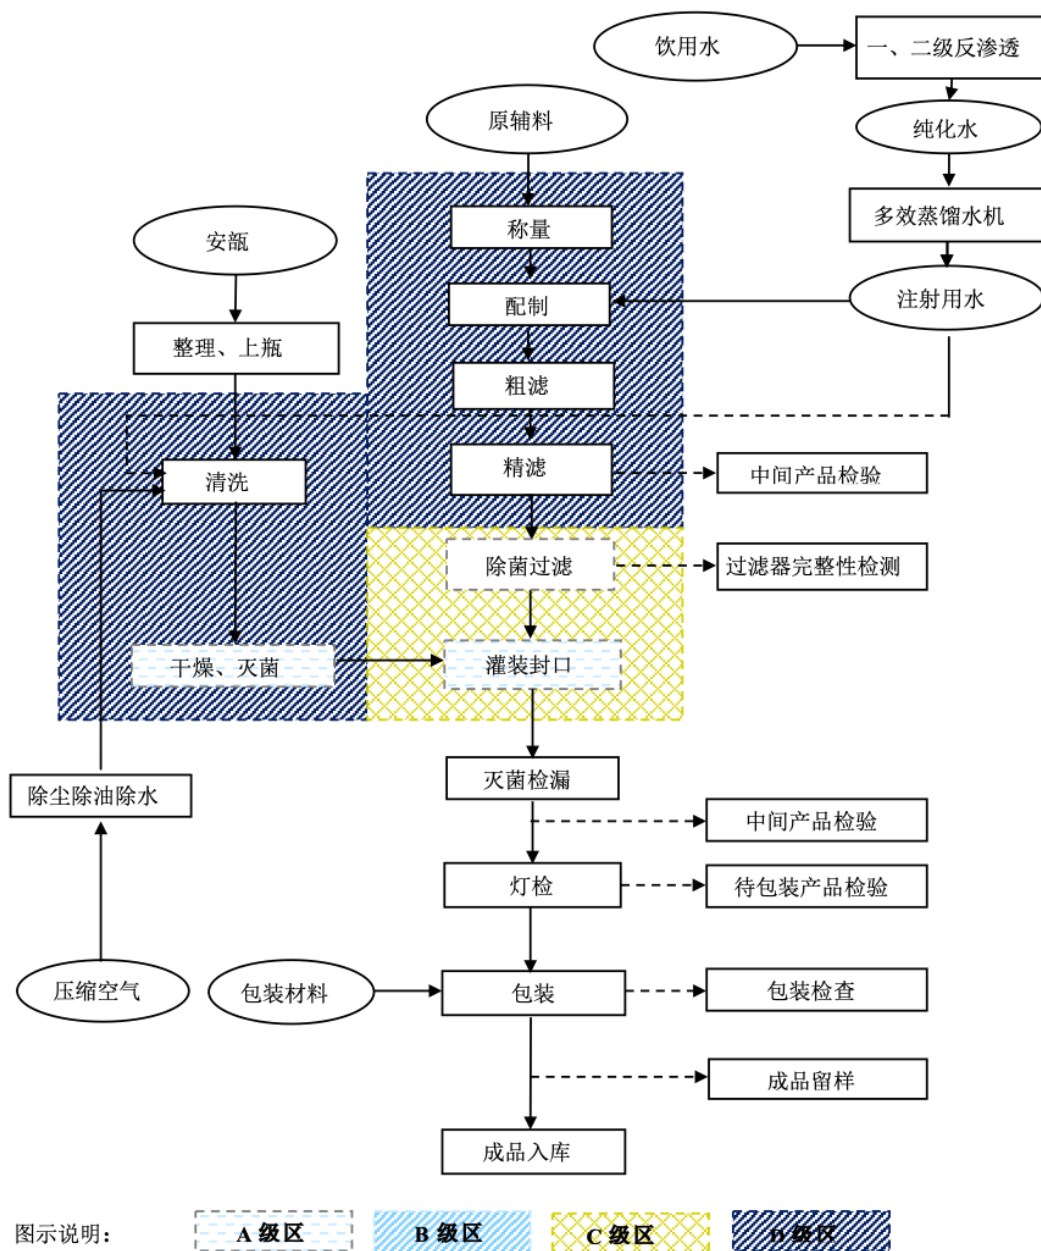 饮用水
一、二级反渗透
原辅料
纯化水
称量
多效蒸馏水机
安瓿
配制
注射用水
整理、上瓶
粗滤
清洗
精滤
中间产品检验
除菌过滤
过滤器完整性检测
干燥、灭菌
灌装封口
除尘除油除水
灭菌检漏
中间产品检验
灯检
待包装产品检验
压缩空气
包装材料
包装
包装检查
成品留样
成品入库
图示说明：
A 级区
B 级区
C 级区
D 级区